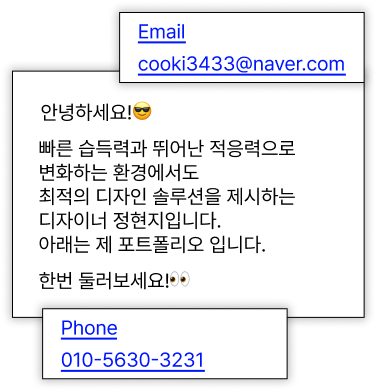 Email
cooki3433@naver.com
안녕하세요!😎
빠른 습득력과 뛰어난 적응력으로
변화하는 환경에서도
최적의 디자인 솔루션을 제시하는
디자이너 정현지입니다.
아래는 제 포트폴리오 입니다.
한번 둘러보세요!👀
Phone
010-5630-3231